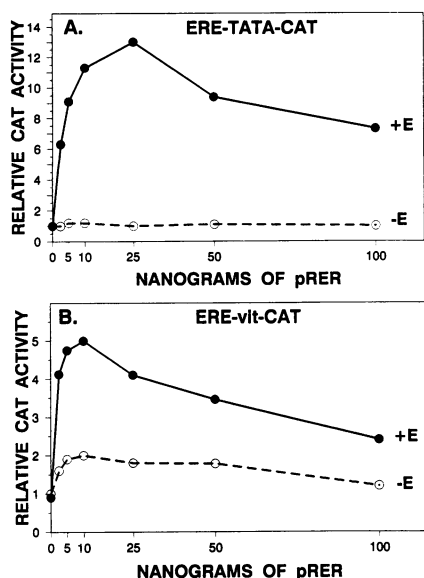 A. ERE-TATA-CAT
RELATIVE CAT ACTIVITY
14
12
10
8
6
4
2
0
+E
-E
0 5 10 25 50 100
NANOGRAMS OF pRER
B. ERE-vit-CAT
RELATIVE CAT ACTIVITY
5
4
3
2
1
0
+E
-E
0 5 10 25 50 100
NANOGRAMS OF pRER